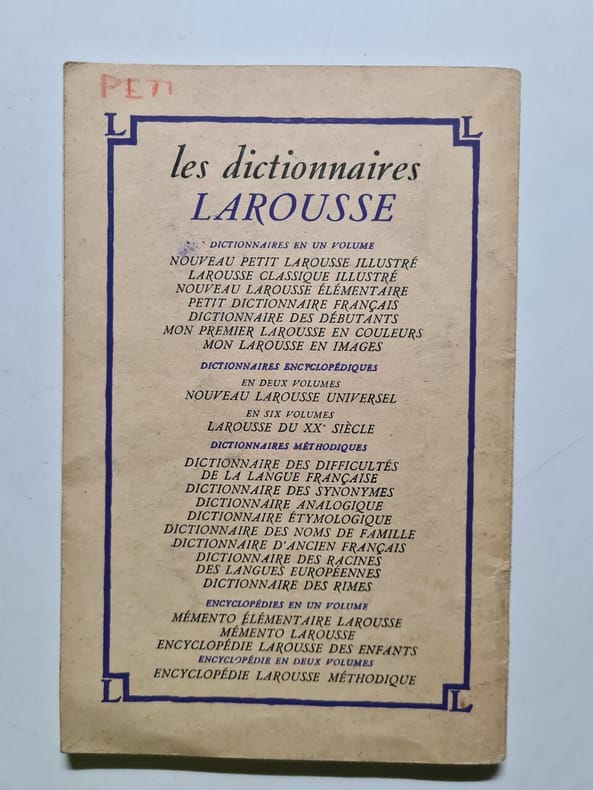 PETI
L L
les dictionnaires
LAROUSSE
DICTIONNAIRES EN UN VOLUME
NOUVEAU PETIT LAROUSSE ILLUSTRÉ
LAROUSSE CLASSIQUE ILLUSTRÉ
NOUVEAU LAROUSSE ÉLÉMENTAIRE
PETIT DICTIONNAIRE FRANÇAIS
DICTIONNAIRE DES DÉBUTANTS
MON PREMIER LAROUSSE EN COULEURS
MON LAROUSSE EN IMAGES
DICTIONNAIRES ENCYCLOPÉDIQUES
EN DEUX VOLUMES
NOUVEAU LAROUSSE UNIVERSEL
EN SIX VOLUMES
LAROUSSE DU XXᵉ SIÈCLE
DICTIONNAIRES MÉTHODIQUES
DICTIONNAIRE DES DIFFICULTÉS
DE LA LANGUE FRANÇAISE
DICTIONNAIRE DES SYNONYMES
DICTIONNAIRE ANALOGIQUE
DICTIONNAIRE ÉTYMOLOGIQUE
DICTIONNAIRE DES NOMS DE FAMILLE
DICTIONNAIRE D'ANCIEN FRANÇAIS
DICTIONNAIRE DES RACINES
DES LANGUES EUROPÉENNES
DICTIONNAIRE DES RIMES
ENCYCLOPÉDIES EN UN VOLUME
MÉMENTO ÉLÉMENTAIRE LAROUSSE
MÉMENTO LAROUSSE
ENCYCLOPÉDIE LAROUSSE DES ENFANTS
ENCYCLOPÉDIE EN DEUX VOLUMES
ENCYCLOPÉDIE LAROUSSE MÉTHODIQUE
L L